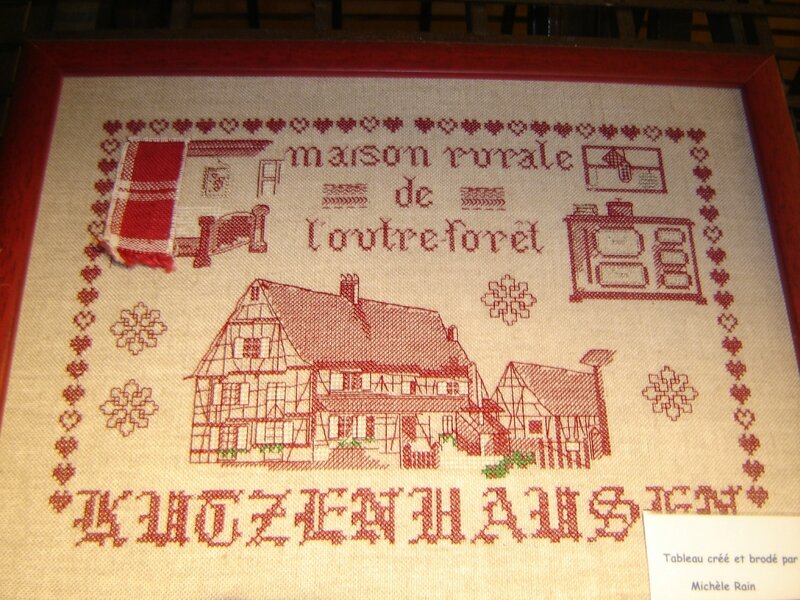 maison rurale
de
l'outre-forêt
KUTZENHAUSEN
Tableau créé et brodé par
Michèle Rain